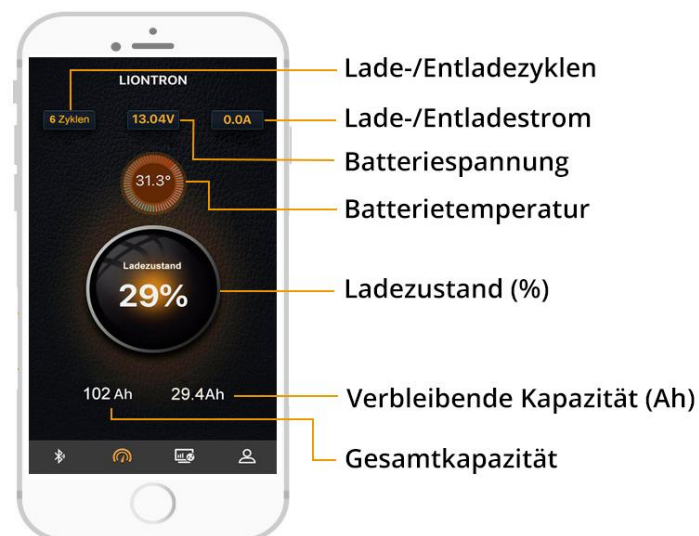 LIONTRON
6 Zyklen
13.04V
0.0A
31.3°
Ladezustand
29%
102 Ah
29.4Ah
Lade-/Entladezyklen
Lade-/Entladestrom
Batteriespannung
Batterietemperatur
Ladezustand (%)
Verbleibende Kapazität (Ah)
Gesamtkapazität